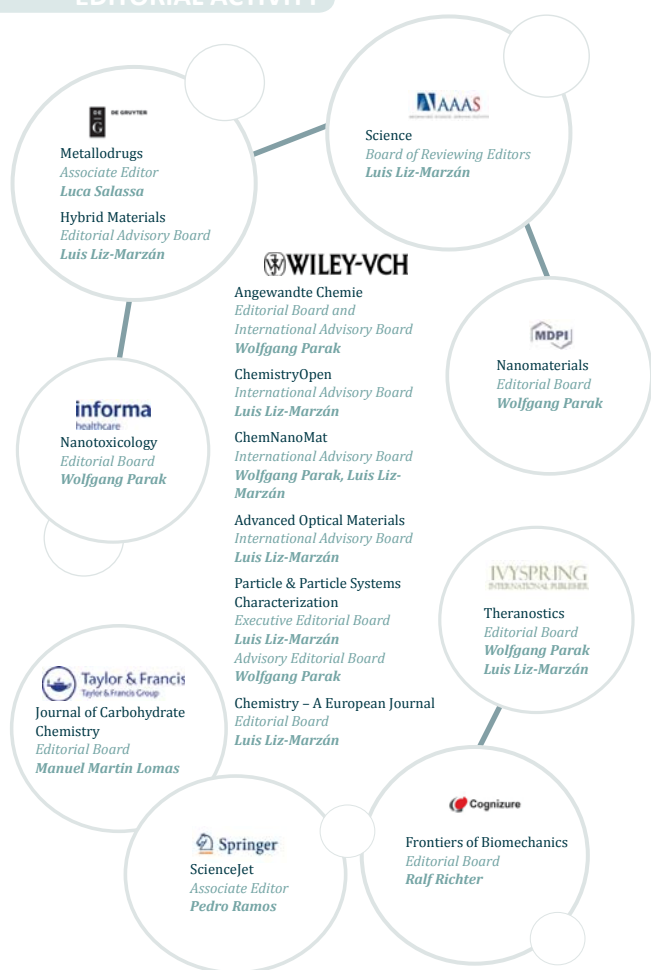 EDITORIAL ACTIVITY
DE
G
DE GRUYTER
Metallodrugs
Associate Editor
Luca Salassa
Hybrid Materials
Editorial Advisory Board
Luis Liz-Marzán
AAAS
Science
Board of Reviewing Editors
Luis Liz-Marzán
WILEY-VCH
Angewandte Chemie
Editorial Board and
International Advisory Board
Wolfgang Parak
ChemistryOpen
International Advisory Board
Luis Liz-Marzán
ChemNanoMat
International Advisory Board
Wolfgang Parak, Luis Liz-
Marzán
Advanced Optical Materials
International Advisory Board
Luis Liz-Marzán
Particle & Particle Systems
Characterization
Executive Editorial Board
Luis Liz-Marzán
Advisory Editorial Board
Wolfgang Parak
Chemistry – A European Journal
Editorial Board
Luis Liz-Marzán
MDPI
Nanomaterials
Editorial Board
Wolfgang Parak
informa
healthcare
Nanotoxicology
Editorial Board
Wolfgang Parak
IVYSPRING
INTERNATIONAL PUBLISHER
Theranostics
Editorial Board
Wolfgang Parak
Luis Liz-Marzán
Taylor & Francis
Taylor & Francis Group
Journal of Carbohydrate
Chemistry
Editorial Board
Manuel Martin Lomas
Springer
ScienceJet
Associate Editor
Pedro Ramos
Cognizure
Frontiers of Biomechanics
Editorial Board
Ralf Richter